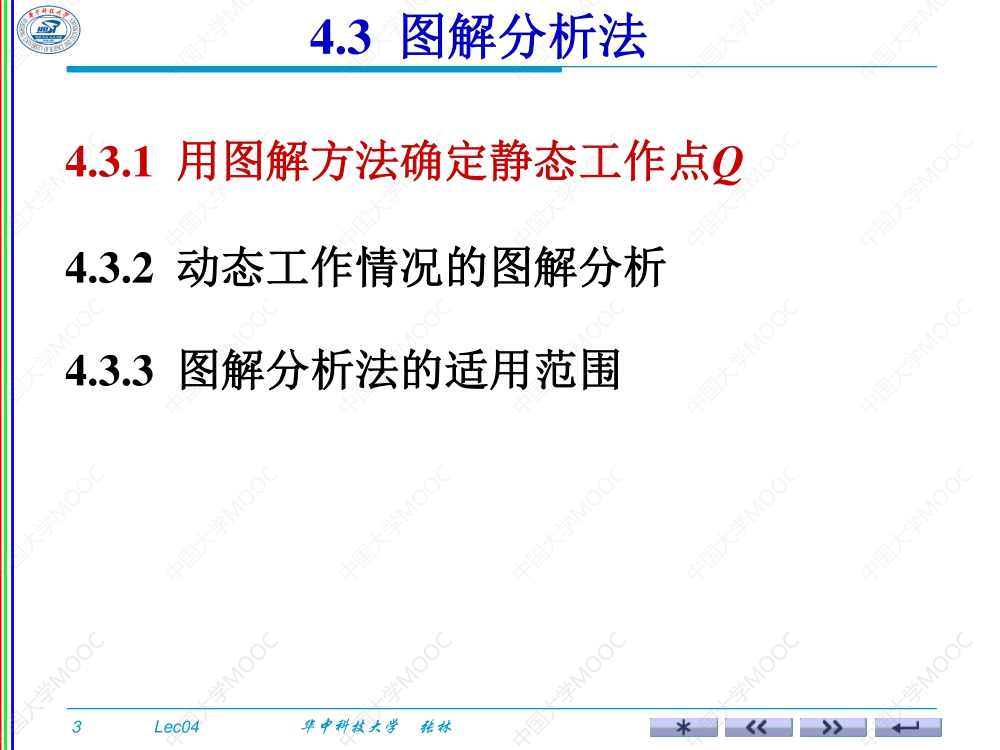 4.3 图解分析法
4.3.1 用图解方法确定静态工作点Q
4.3.2 动态工作情况的图解分析
4.3.3 图解分析法的适用范围
3 Lec04 华中科技大学 张林
中国大学MOOC